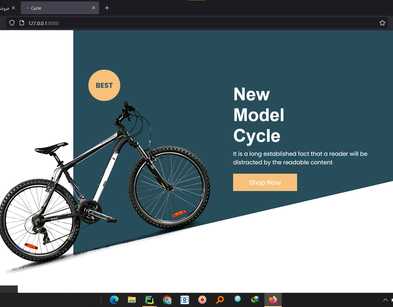 Cycle
127.0.0.1:8000
BEST
New
Model
Cycle
It is a long established fact that a reader will be
distracted by the readable content
Shop Now